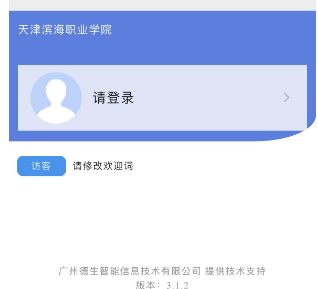 天津滨海职业学院
请登录
访客 请修改欢迎词
广州德生智能信息技术有限公司 提供技术支持
版本：3.1.2